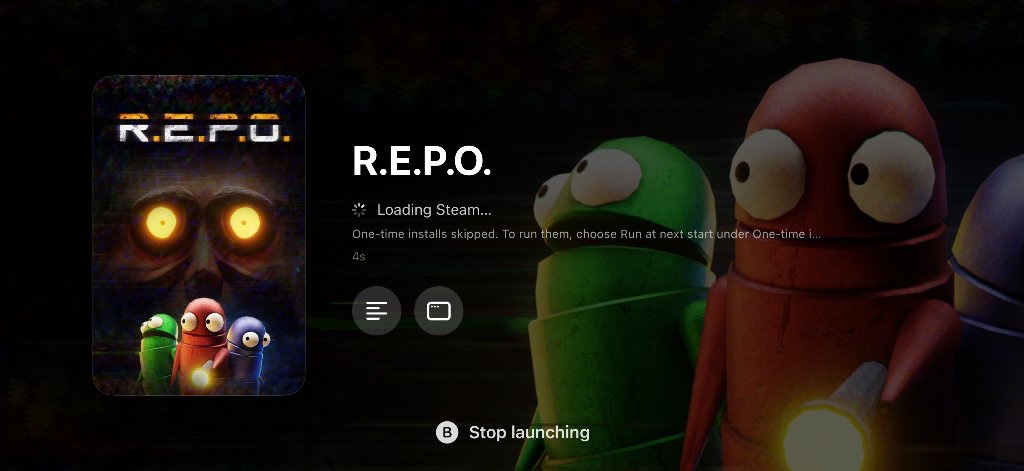 R.E.P.O.
R.E.P.O.
Loading Steam...
One-time installs skipped. To run them, choose Run at next start under One-time i...
4s
B Stop launching